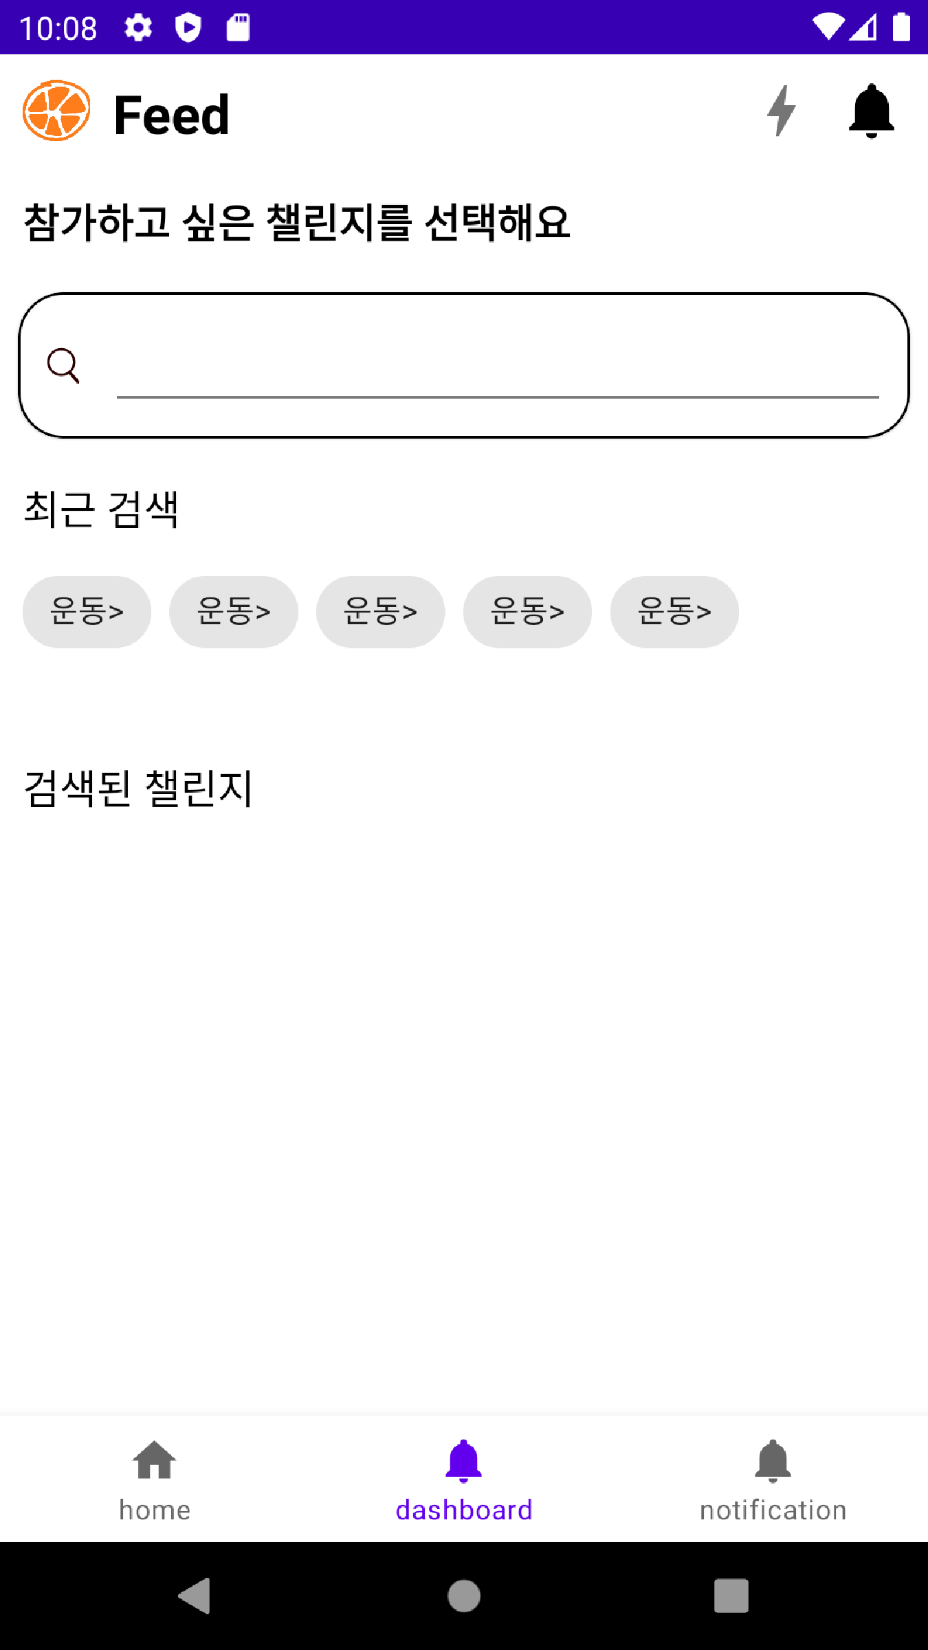 10:08
Feed
참가하고 싶은 챌린지를 선택해요
최근 검색
운동> 운동> 운동> 운동> 운동>
검색된 챌린지
home dashboard notification